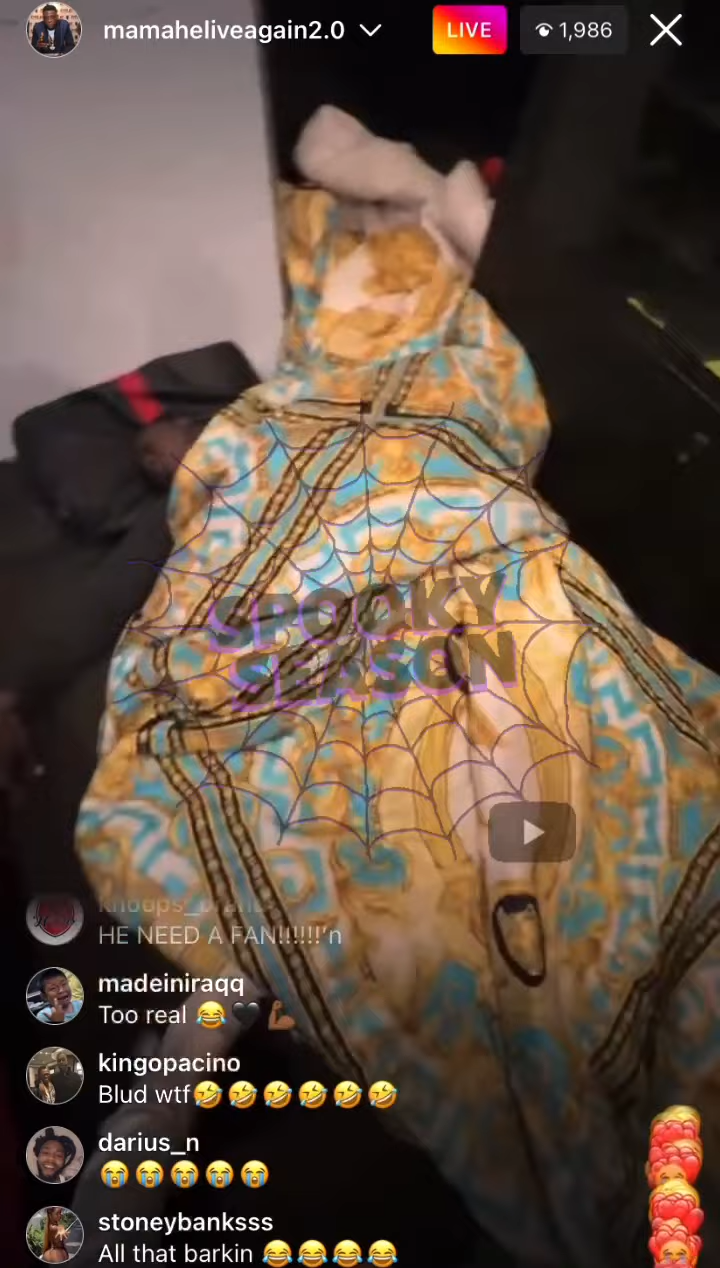 mamaheliveagain2.0
LIVE
1,986
SPOOKY
SEASON
HE NEED A FAN!!!!!!'n
madeiniraqq
Too real 😂🖤💪🏾
kingopacino
Blud wtf🤣🤣🤣🤣🤣🤣
darius_n
😭😭😭😭😭
stoneybanksss
All that barkin 😂😂😂😂